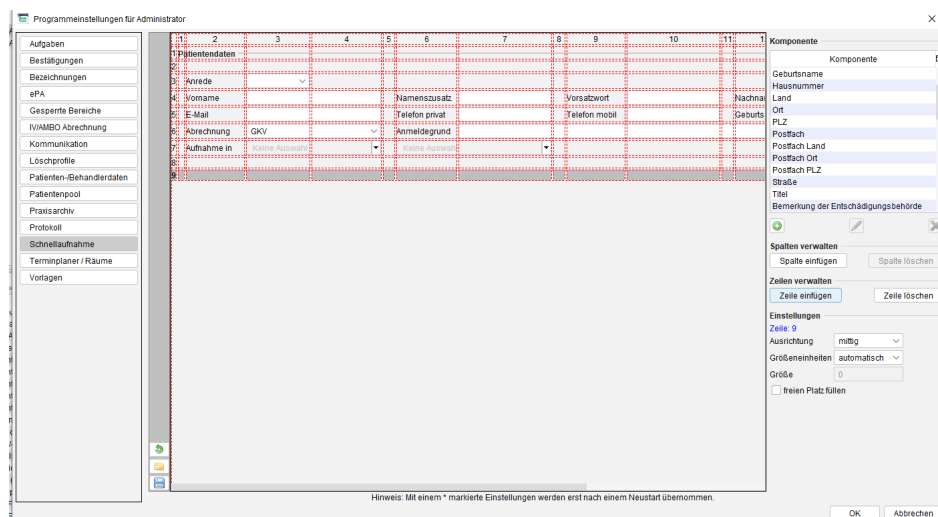 Programmeinstellungen für Administrator
Aufgaben
Bestätigungen
Bezeichnungen
ePA
Gesperrte Bereiche
IV/AMBO Abrechnung
Kommunikation
Löschprofile
Patienten-/Behandlerdaten
Patientenpool
Praxisarchiv
Protokoll
Schnellaufnahme
Terminplaner / Räume
Vorlagen
1 2 3 4 5 6 7 8 9 10 11 1
1 Patientendaten
2
3 Anrede
4 Vorname Namenszusatz Vorsatzwort Nachnar
5 E-Mail Telefon privat Telefon mobil Geburts
6 Abrechnung GKV Anmeldegrund
7 Aufnahme in Keine Auswahl Keine Auswahl
8
9
Komponente
Komponente
Geburtsname
Hausnummer
Land
Ort
PLZ
Postfach
Postfach Land
Postfach Ort
Postfach PLZ
Straße
Titel
Bemerkung der Entschädigungsbehörde
Spalten verwalten
Spalte einfügen Spalte löschen
Zeilen verwalten
Zeile einfügen Zeile löschen
Einstellungen
Zeile: 9
Ausrichtung mittig
Größeneinheiten automatisch
Größe 0
freien Platz füllen
Hinweis: Mit einem * markierte Einstellungen werden erst nach einem Neustart übernommen.
OK Abbrechen